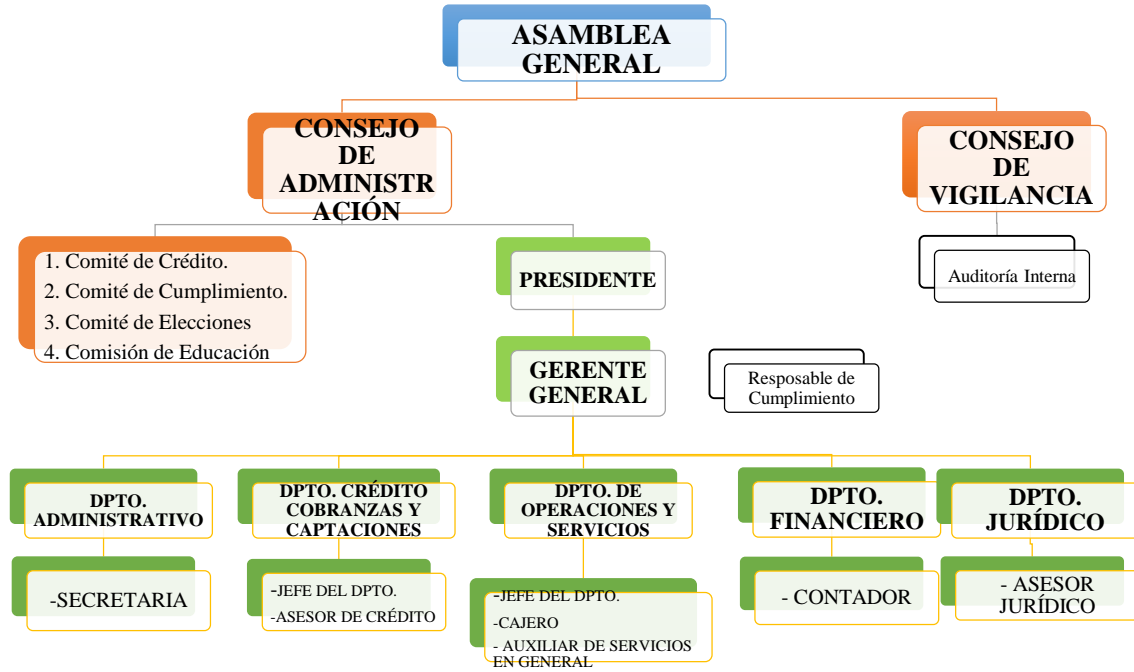 ASAMBLEA
GENERAL
CONSEJO
DE
ADMINISTR
ACIÓN
CONSEJO
DE
VIGILANCIA
1. Comité de Crédito.
2. Comité de Cumplimiento.
3. Comité de Elecciones
4. Comisión de Educación
PRESIDENTE
Auditoría Interna
GERENTE
GENERAL
Resposable de
Cumplimiento
DPTO.
ADMINISTRATIVO
DPTO. CRÉDITO
COBRANZAS Y
CAPTACIONES
DPTO. DE
OPERACIONES Y
SERVICIOS
DPTO.
FINANCIERO
DPTO.
JURÍDICO
-SECRETARIA
-JEFE DEL DPTO.
-ASESOR DE CRÉDITO
-JEFE DEL DPTO.
-CAJERO
- AUXILIAR DE SERVICIOS
EN GENERAL
- CONTADOR
- ASESOR
JURÍDICO